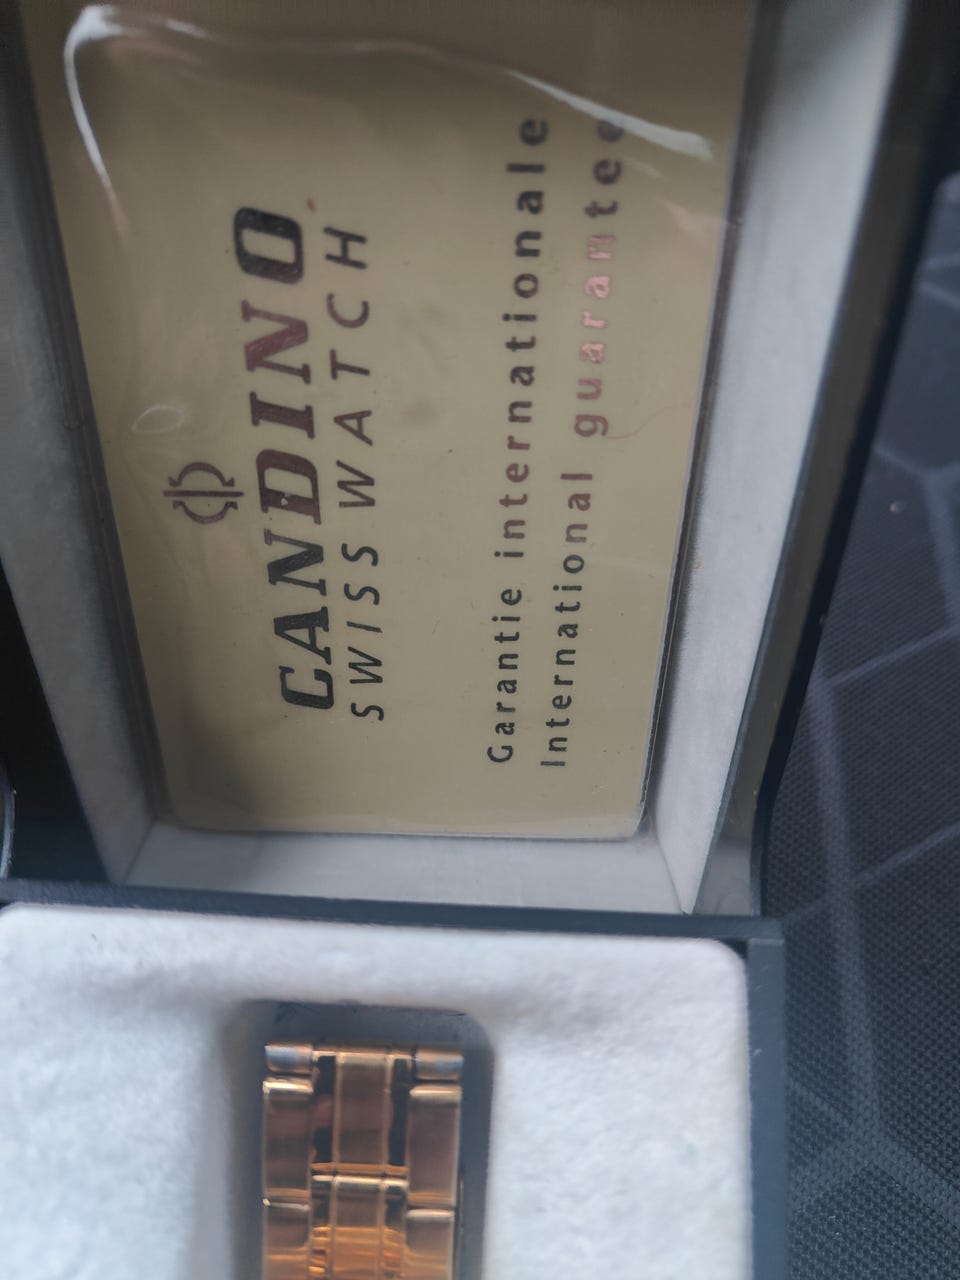 CANDINO
SWISS WATCH
Garantie internationale
International guarantee